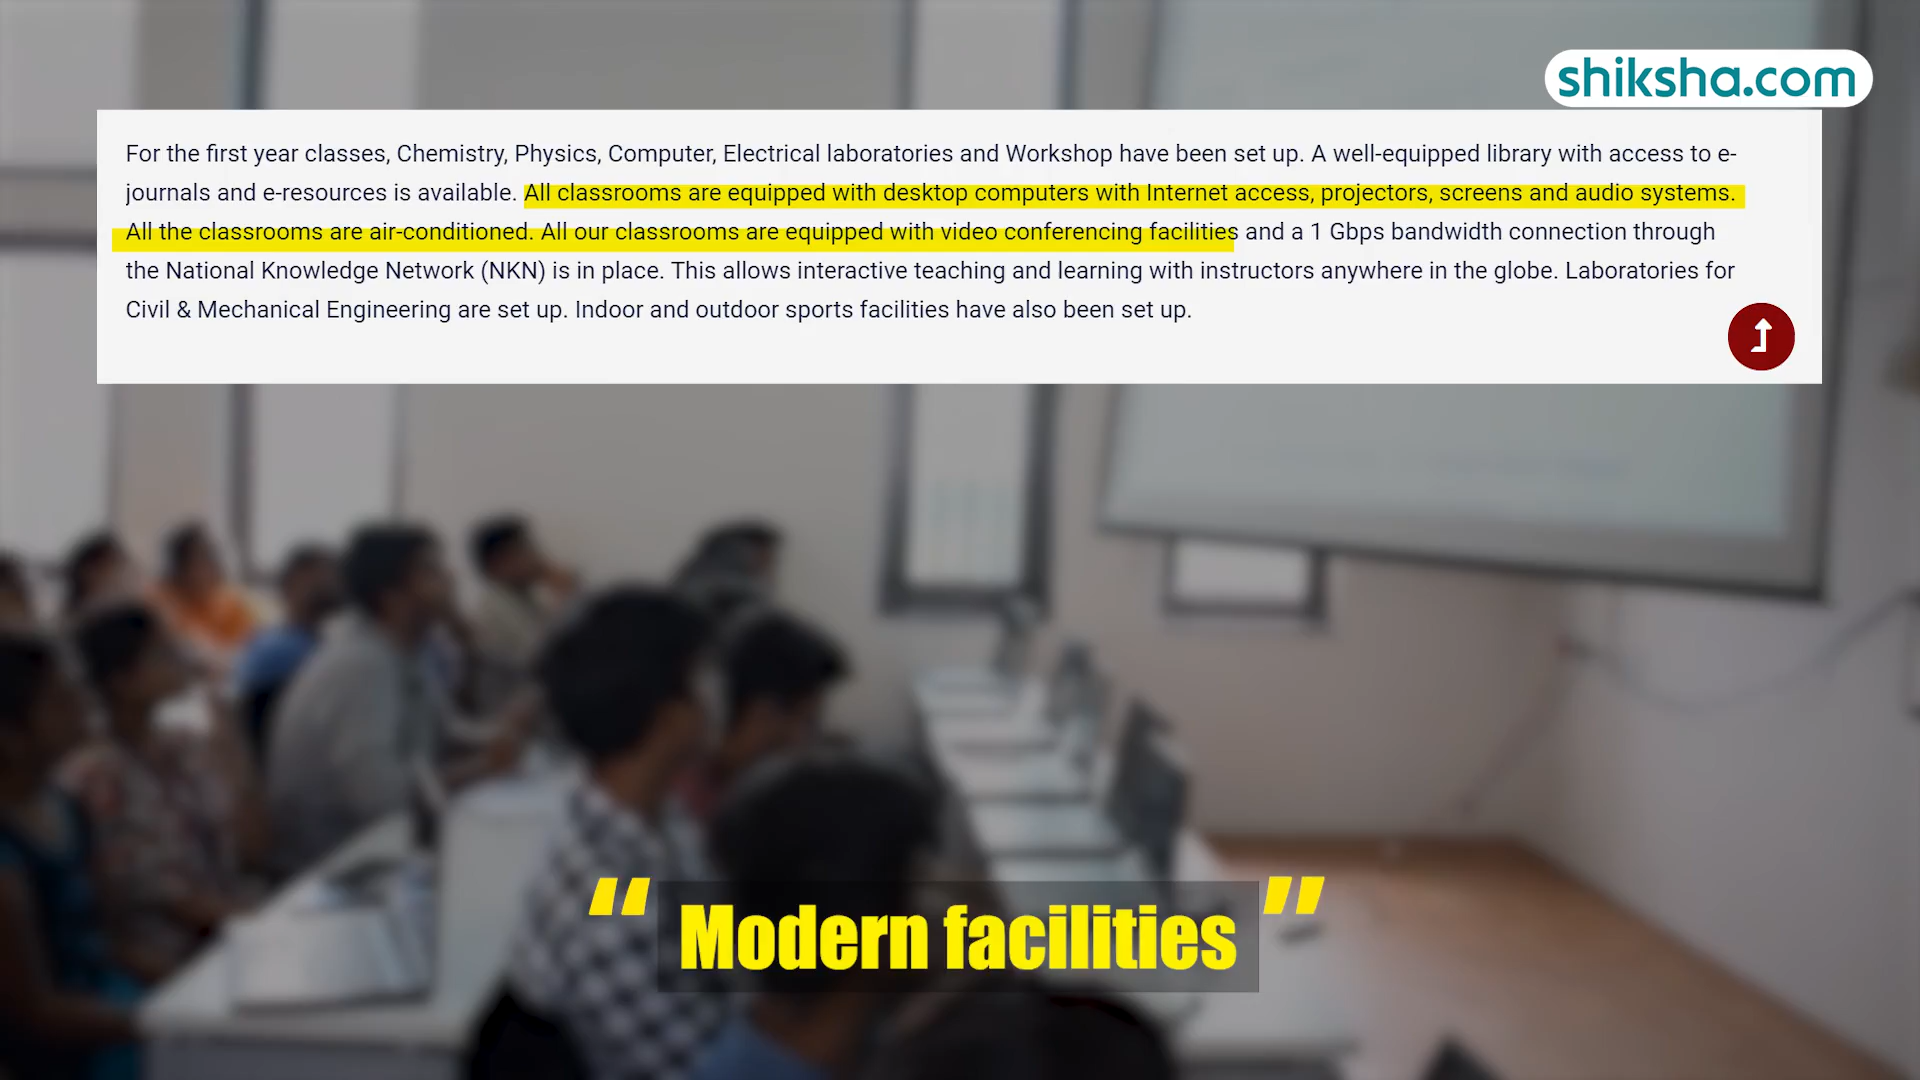 shiksha.com
For the first year classes, Chemistry, Physics, Computer, Electrical laboratories and Workshop have been set up. A well-equipped library with access to e-
journals and e-resources is available. All classrooms are equipped with desktop computers with Internet access, projectors, screens and audio systems.
All the classrooms are air-conditioned. All our classrooms are equipped with video conferencing facilities and a 1 Gbps bandwidth connection through
the National Knowledge Network (NKN) is in place. This allows interactive teaching and learning with instructors anywhere in the globe. Laboratories for
Civil & Mechanical Engineering are set up. Indoor and outdoor sports facilities have also been set up.
“ Modern facilities ”